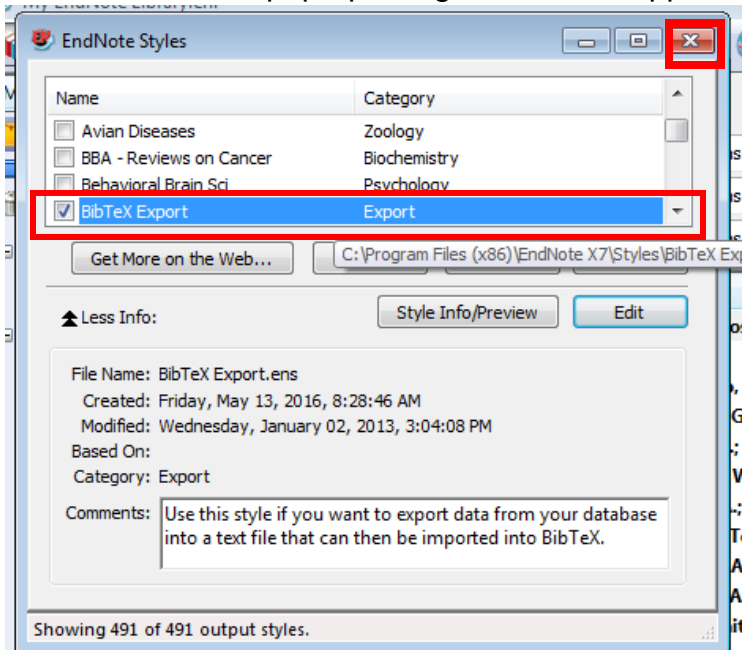 EndNote Styles
Name Category
Avian Diseases Zoology
BBA - Reviews on Cancer Biochemistry
Behavioral Brain Sci Psychology
BibTeX Export Export
Get More on the Web...
C:\Program Files (x86)\EndNote X7\Styles\BibTeX Exp
Less Info: Style Info/Preview Edit
File Name: BibTeX Export.ens
Created: Friday, May 13, 2016, 8:28:46 AM
Modified: Wednesday, January 02, 2013, 3:04:08 PM
Based On:
Category: Export
Comments: Use this style if you want to export data from your database
into a text file that can then be imported into BibTeX.
Showing 491 of 491 output styles.